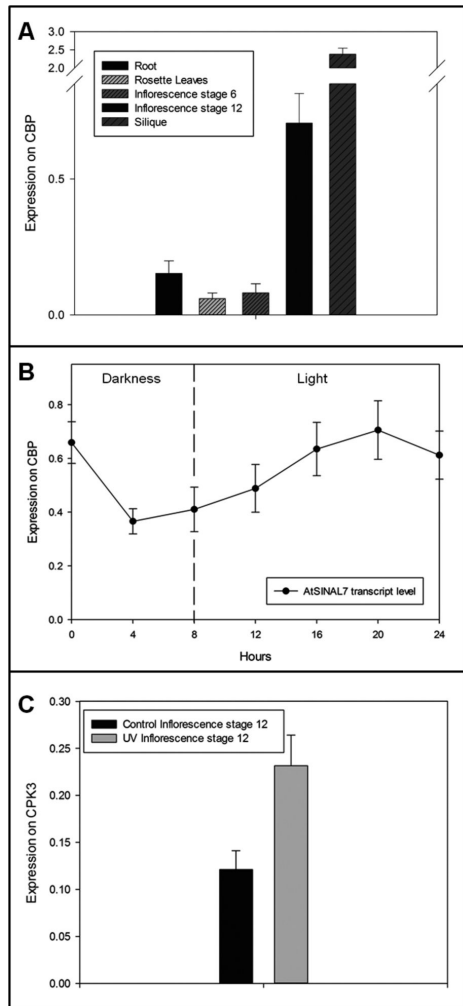 A
Expression on CBP
3.0
2.5
2.0
0.5
0.0
Root
Rosette Leaves
Inflorescence stage 6
Inflorescence stage 12
Silique
B
Darkness
Light
Expression on CBP
0.8
0.6
0.4
0.2
0.0
AtSINAL7 transcript level
0 4 8 12 16 20 24
Hours
C
Expression on CPK3
0.30
0.25
0.20
0.15
0.10
0.05
0.00
Control Inflorescence stage 12
UV Inflorescence stage 12